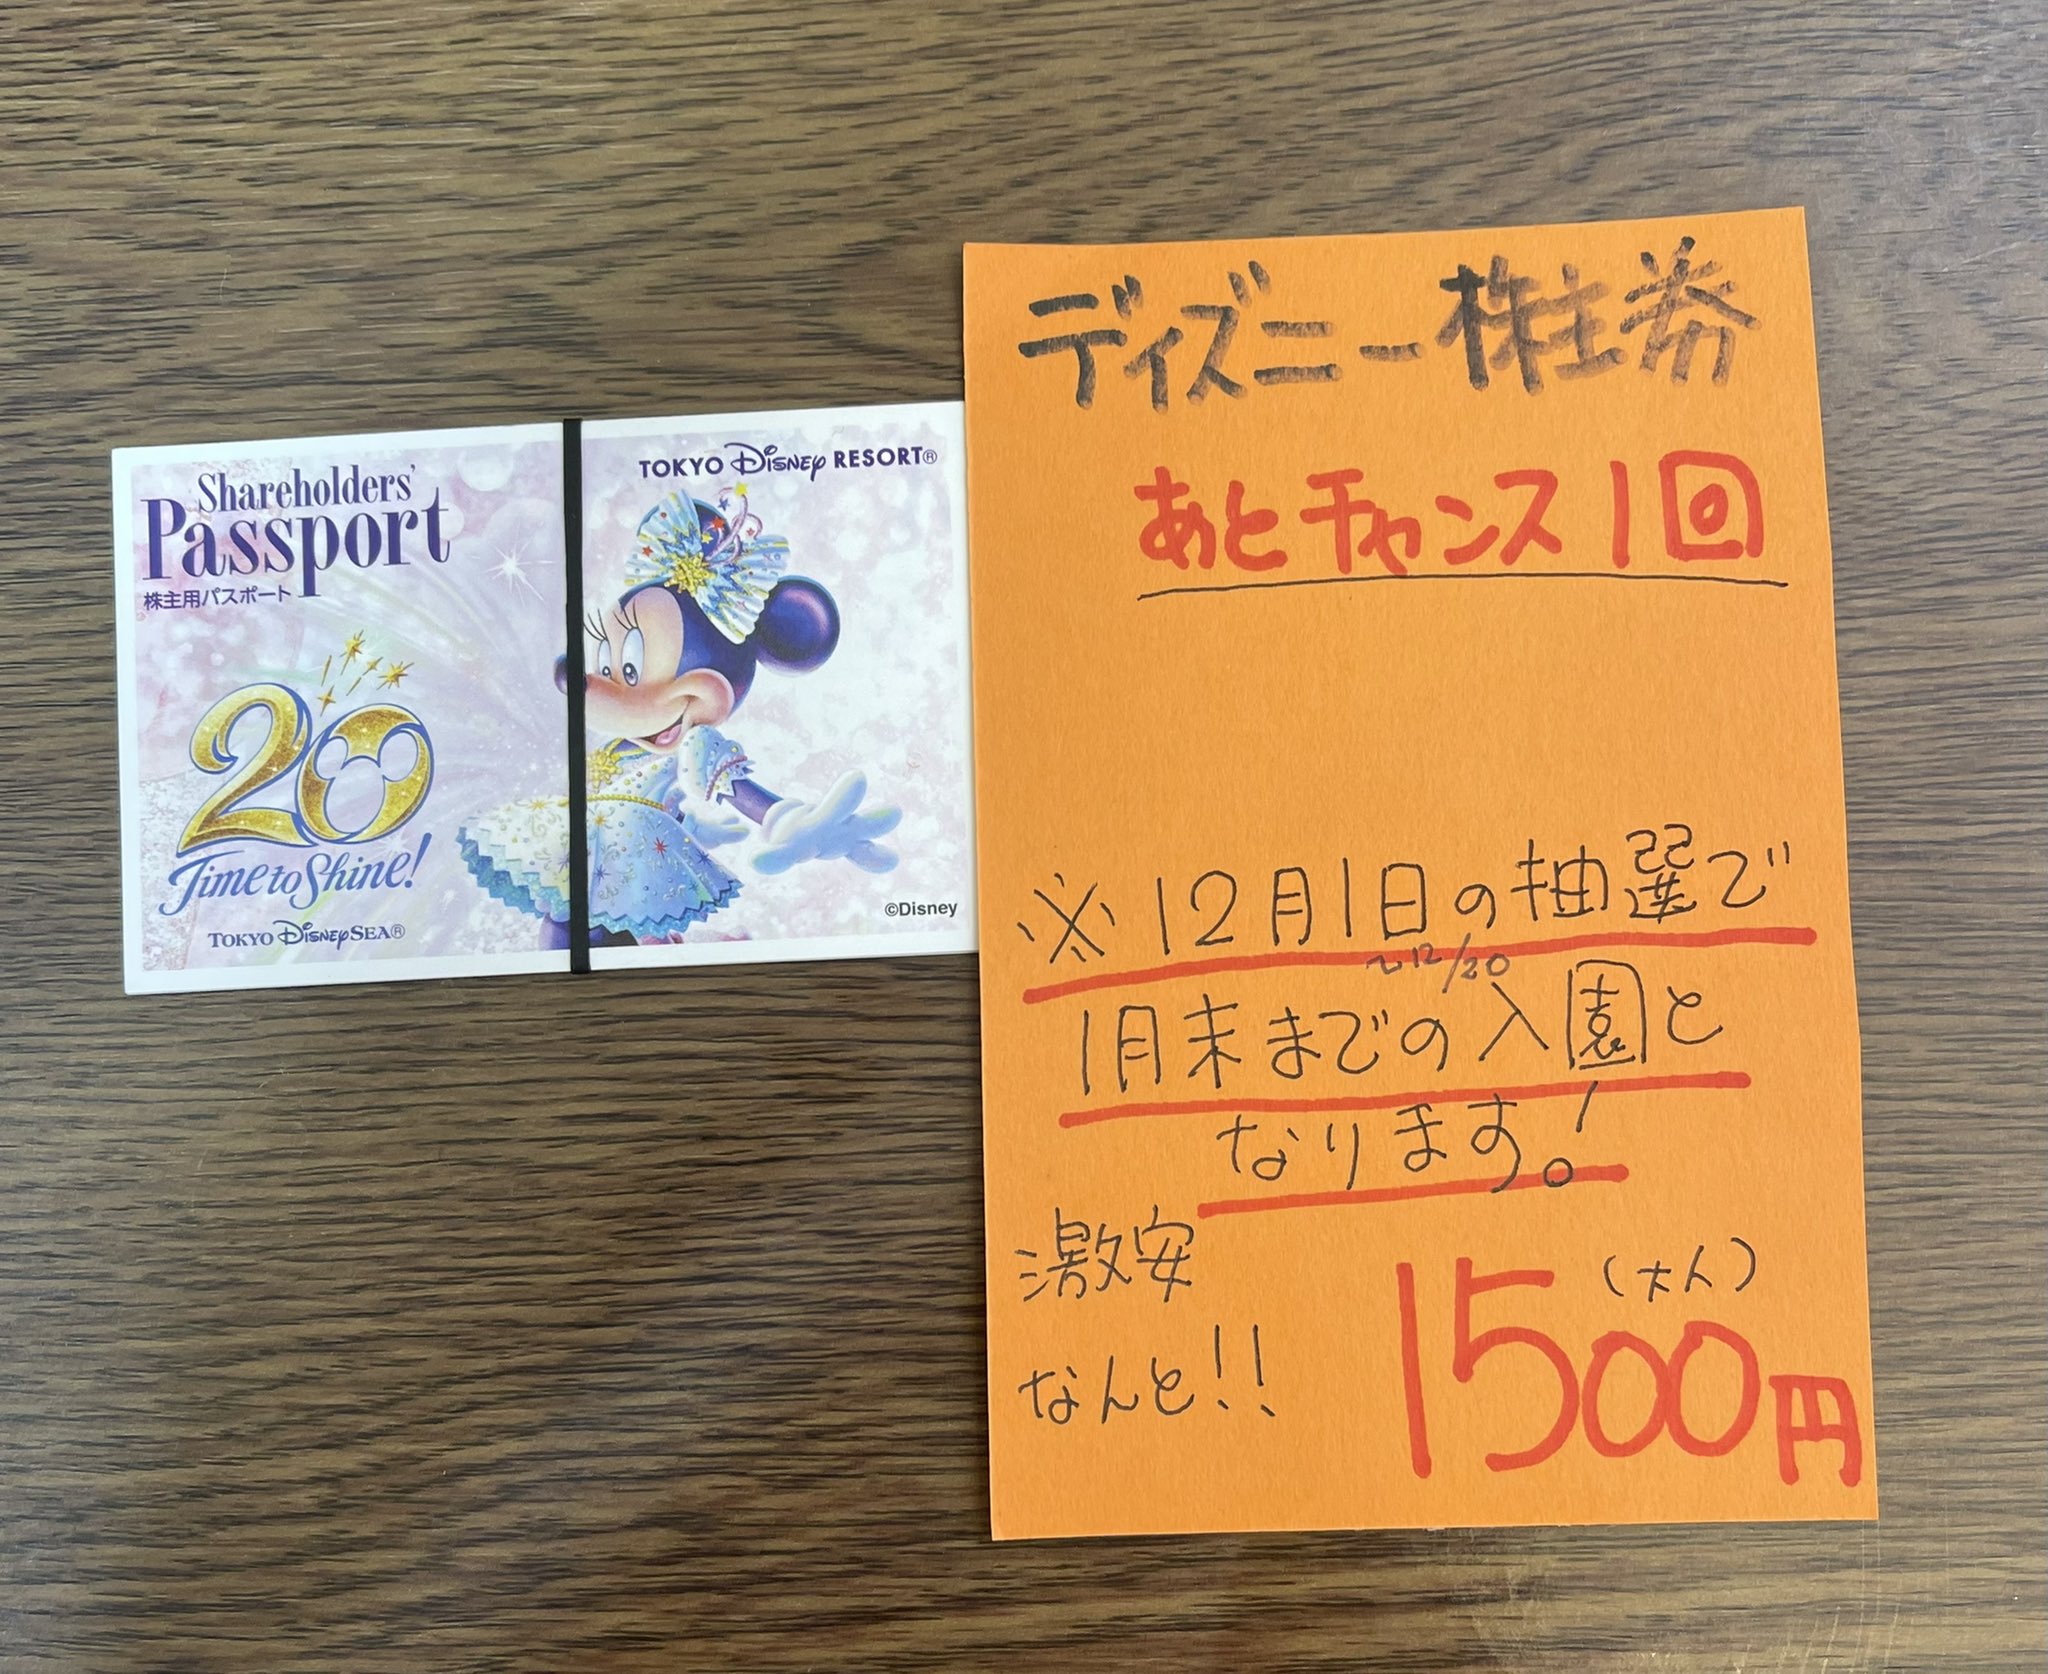 Shareholders'
Passport
株主用パスポート
20
Time to Shine!
TOKYO Disney SEA®
TOKYO Disney RESORT®
©Disney
ディズニー株主券
あとチャンス1回
※12月1日の抽選で
~12/20
1月末までの入園と
なります。!
激安
なんと!!
(大人)
1500円